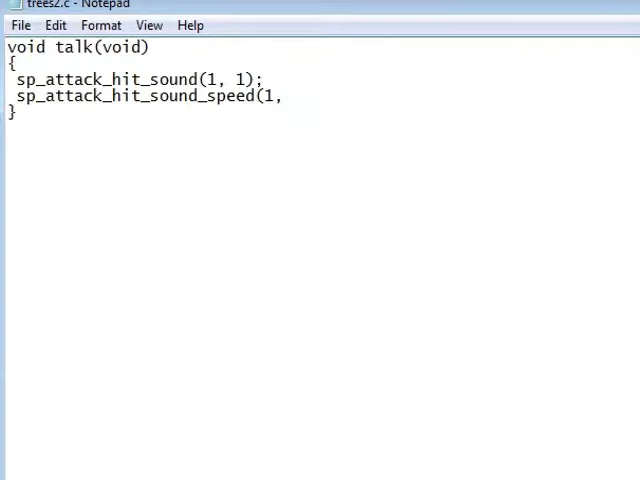 trees2.c - Notepad
File Edit Format View Help
void talk(void)
{
 sp_attack_hit_sound(1, 1);
 sp_attack_hit_sound_speed(1,
}